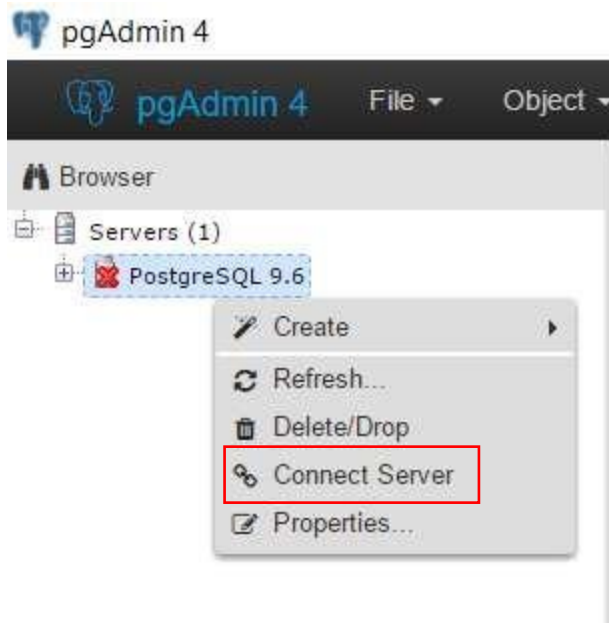 pgAdmin 4
pgAdmin 4 File Object
Browser
Servers (1)
PostgreSQL 9.6
Create
Refresh...
Delete/Drop
Connect Server
Properties...